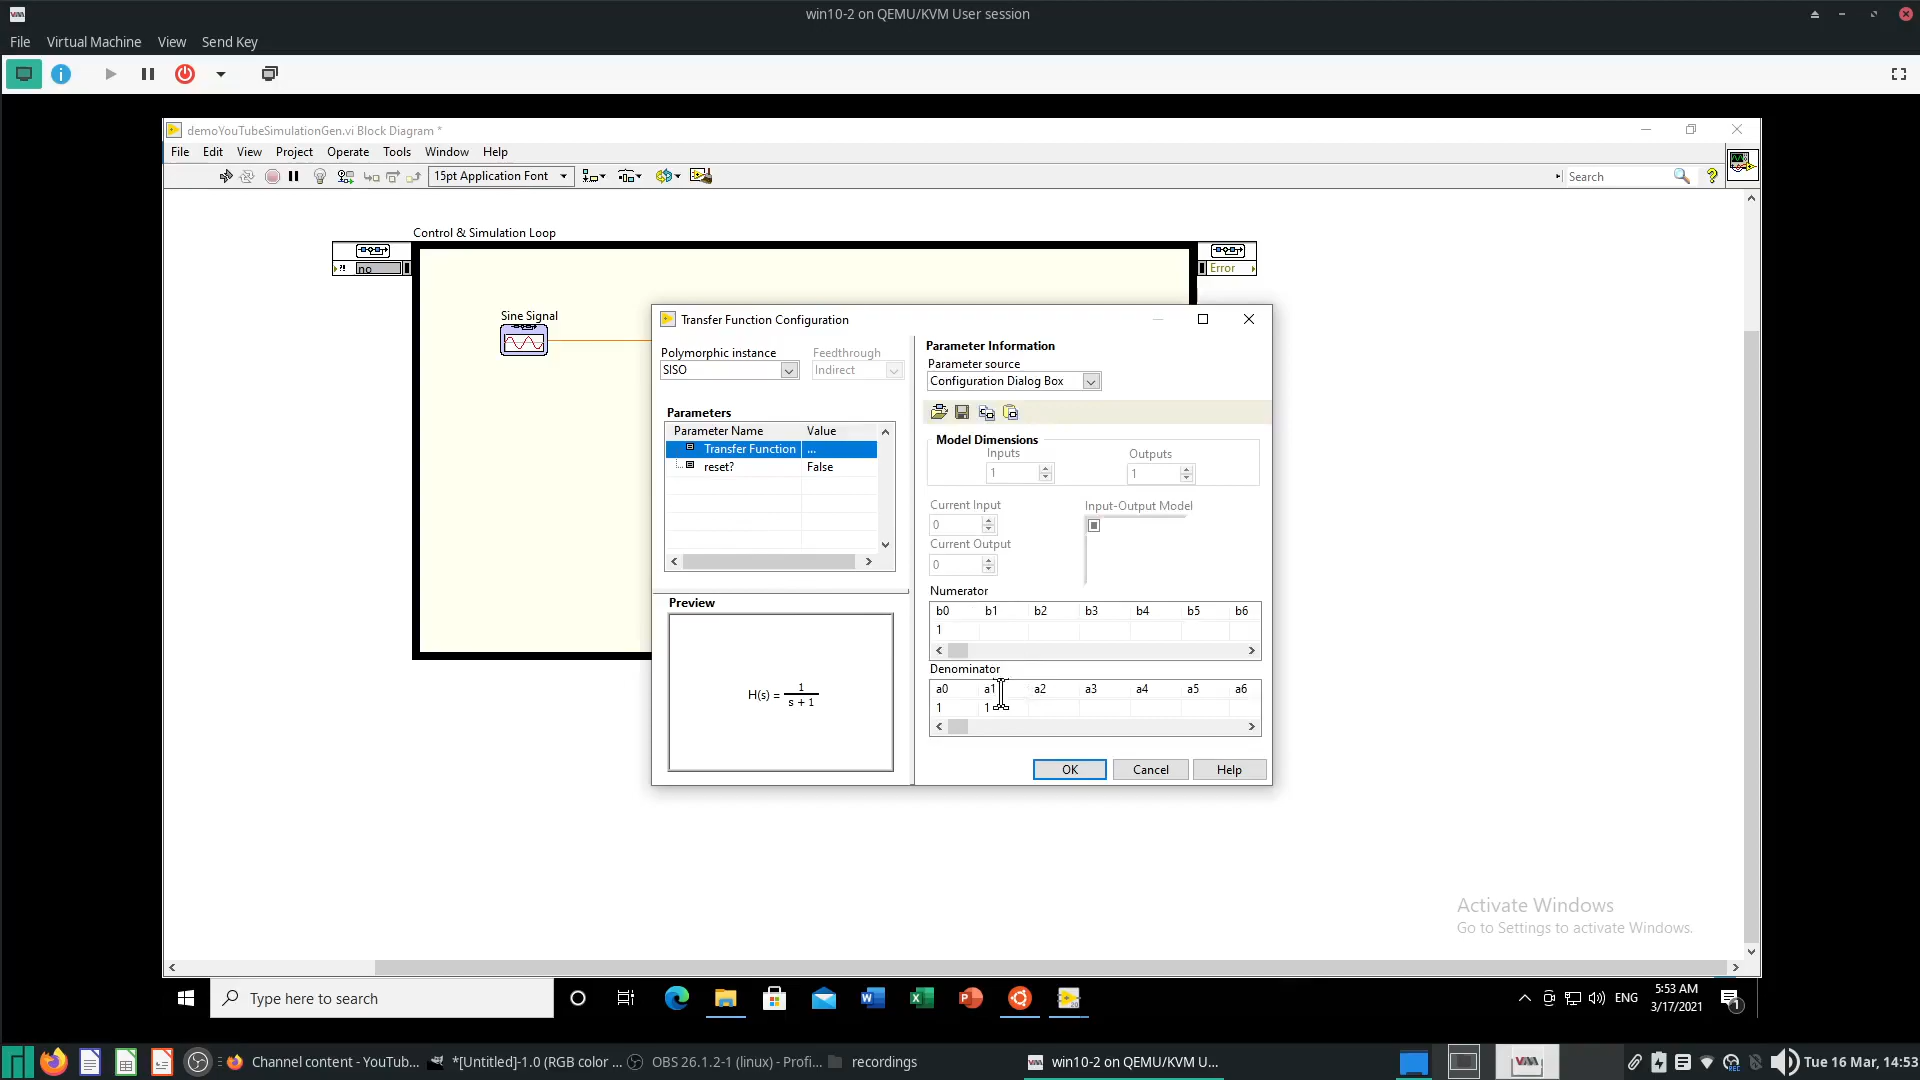 win10-2 on QEMU/KVM User session
File Virtual Machine View Send Key
demoYouTubeSimulationGen.vi Block Diagram *
File Edit View Project Operate Tools Window Help
15pt Application Font
Search
Control & Simulation Loop
no
Error
Sine Signal
Transfer Function Configuration
Polymorphic instance Feedthrough
SISO Indirect
Parameters
Parameter Name Value
Transfer Function ...
reset? False
Preview
H(s) = 1
s + 1
Parameter Information
Parameter source
Configuration Dialog Box
Model Dimensions
Inputs Outputs
1 1
Current Input Input-Output Model
0
Current Output
0
Numerator
b0 b1 b2 b3 b4 b5 b6
1
Denominator
a0 a1 a2 a3 a4 a5 a6
1 1
OK Cancel Help
Activate Windows
Go to Settings to activate Windows.
Type here to search
ENG
5:53 AM
3/17/2021
1
Channel content - YouTub... *[Untitled]-1.0 (RGB color ... OBS 26.1.2-1 (linux) - Profi... recordings win10-2 on QEMU/KVM U... Tue 16 Mar, 14:53